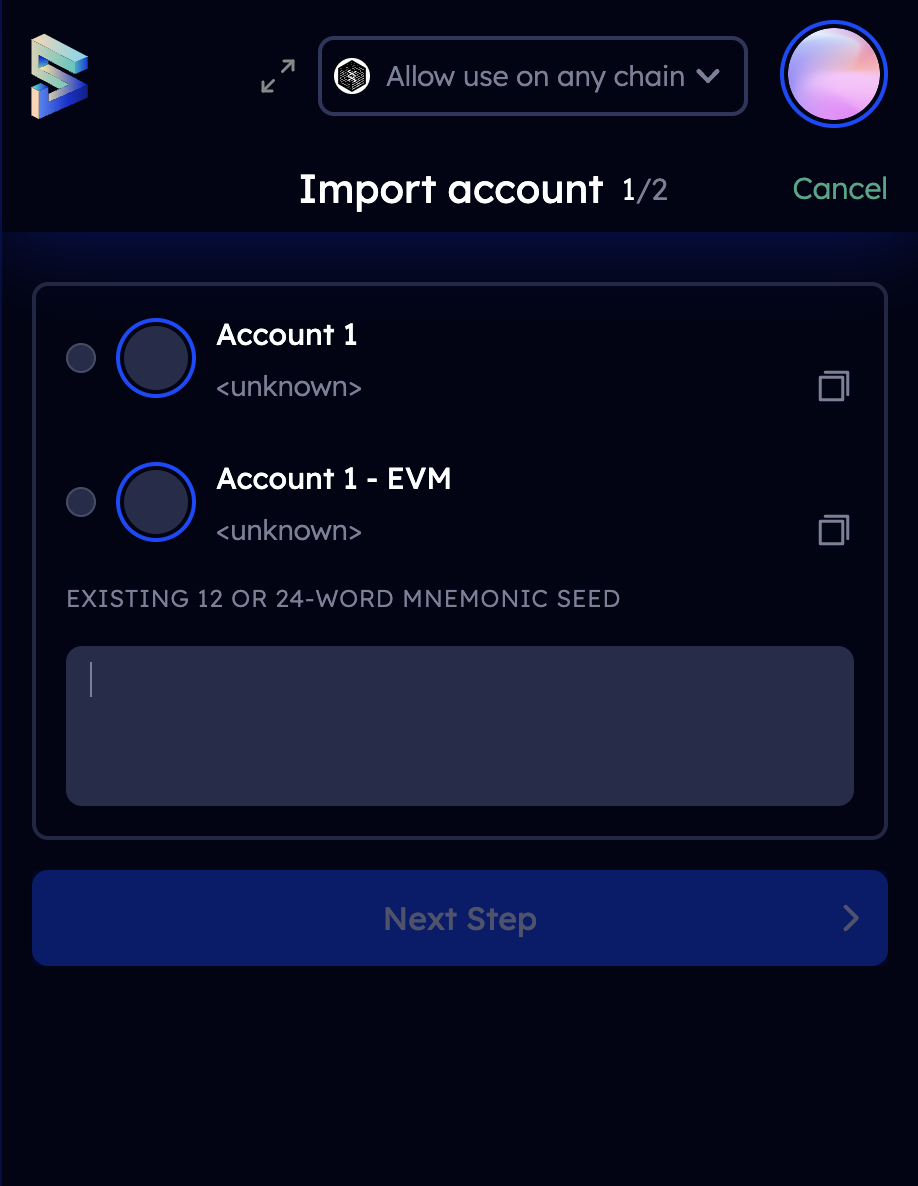 Allow use on any chain
Import account 1/2
Cancel
Account 1
<unknown>
Account 1 - EVM
<unknown>
EXISTING 12 OR 24-WORD MNEMONIC SEED
Next Step